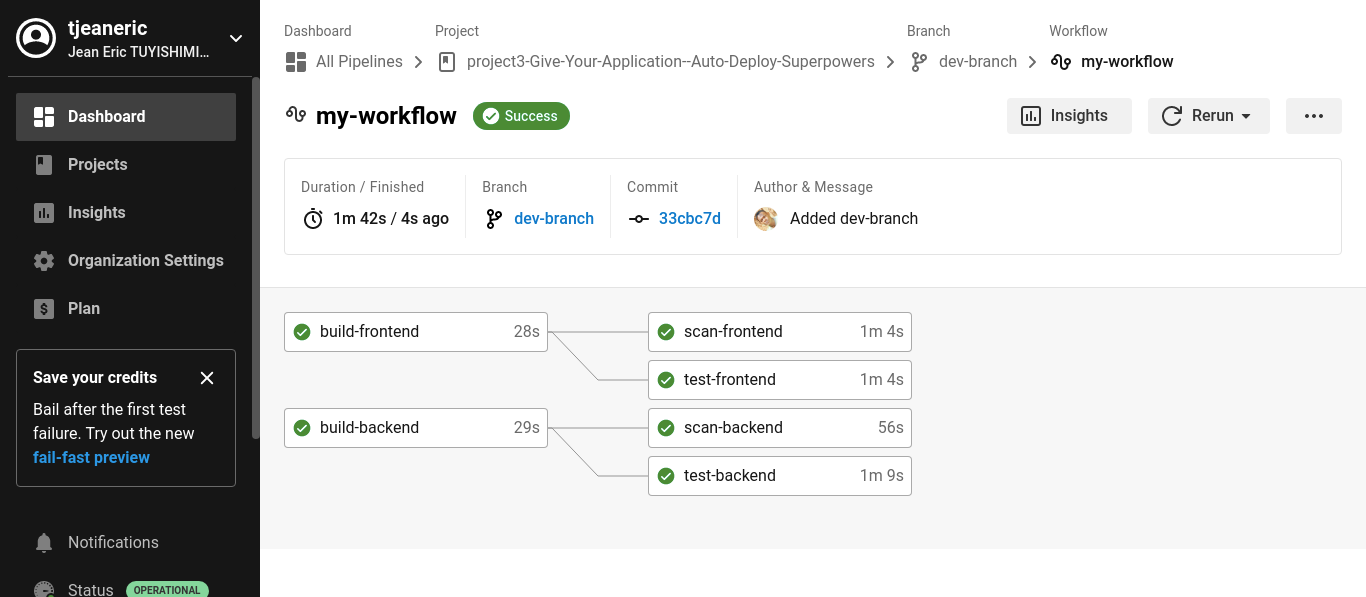 tjeaneric
Jean Eric TUYISHIMI...
Dashboard
Projects
Insights
Organization Settings
Plan
Save your credits
Bail after the first test
failure. Try out the new
fail-fast preview
Notifications
Status OPERATIONAL
Dashboard Project Branch Workflow
All Pipelines project3-Give-Your-Application--Auto-Deploy-Superpowers dev-branch my-workflow
my-workflow Success Insights Rerun
Duration / Finished Branch Commit Author & Message
1m 42s / 4s ago dev-branch 33cbc7d Added dev-branch
build-frontend 28s scan-frontend 1m 4s
test-frontend 1m 4s
build-backend 29s scan-backend 56s
test-backend 1m 9s